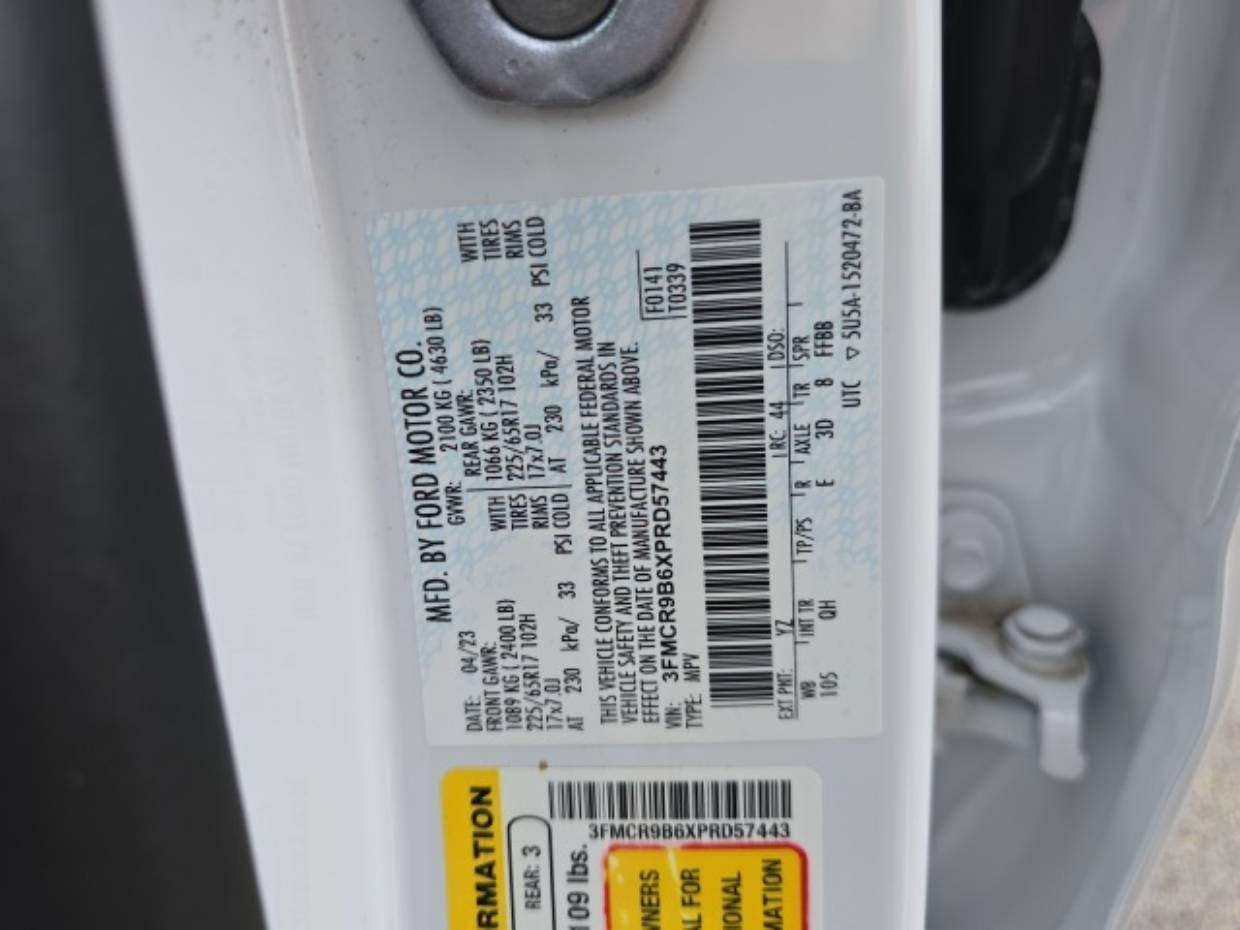 MFD. BY FORD MOTOR CO.
DATE: 04/23 GVWR: 2100 KG ( 4630 LB)
FRONT GAWR: REAR GAWR:
1089 KG ( 2400 LB) WITH 1066 KG ( 2350 LB) WITH
225/65R17 102H TIRES 225/65R17 102H TIRES
17x7.0J RIMS 17x7.0J RIMS
AT 230 kPa/ 33 PSI COLD AT 230 kPa/ 33 PSI COLD
THIS VEHICLE CONFORMS TO ALL APPLICABLE FEDERAL MOTOR
VEHICLE SAFETY AND THEFT PREVENTION STANDARDS IN
EFFECT ON THE DATE OF MANUFACTURE SHOWN ABOVE.
VIN: 3FMCR9B6XPRD57443 F0141
TYPE: MPV T0339
EXT PNT: YZ RC: 44 DSO:
WB INT TR TP/PS R AXLE TR SPR
105 QH E 3D 8 FFBB
UTC ▽ 5U5A-1520472-BA
RMATION
REAR: 3
109 lbs.
3FMCR9B6XPRD57443
WNERS
AL FOR
IONAL
MATION